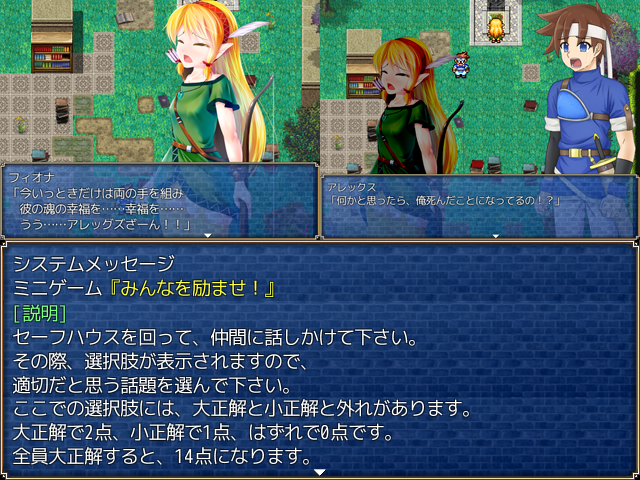 フィオナ
「今いっときだけは両の手を組み
彼の魂の幸福を……幸福を……
うう……アレッグズざーん！！」
アレックス
「何かと思ったら、俺死んだことになってるの！？」
システムメッセージ
ミニゲーム『みんなを励ませ！』
[説明]
セーフハウスを回って、仲間に話しかけて下さい。
その際、選択肢が表示されますので、
適切だと思う話題を選んで下さい。
ここでの選択肢には、大正解と小正解と外れがあります。
大正解で2点、小正解で1点、はずれで0点です。
全員大正解すると、14点になります。